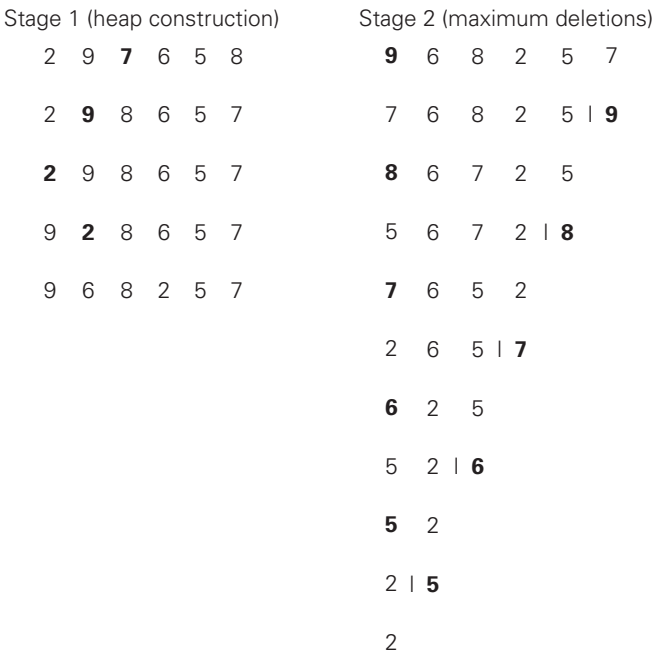 Stage 1 (heap construction)
2 9 7 6 5 8
2 9 8 6 5 7
2 9 8 6 5 7
9 2 8 6 5 7
9 6 8 2 5 7
Stage 2 (maximum deletions)
9 6 8 2 5 7
7 6 8 2 5 | 9
8 6 7 2 5
5 6 7 2 | 8
7 6 5 2
2 6 5 | 7
6 2 5
5 2 | 6
5 2
2 | 5
2